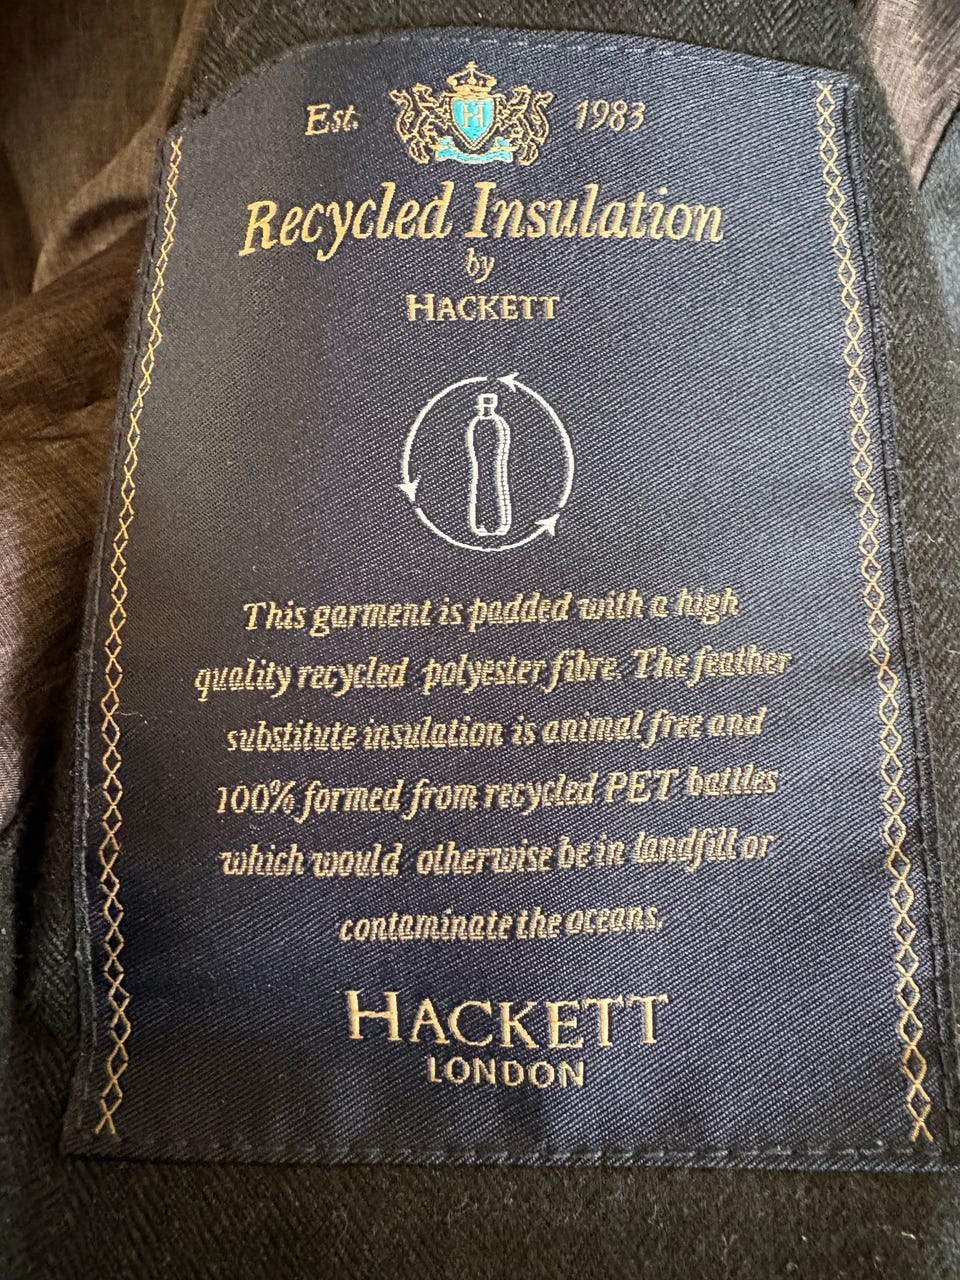 Est. 1983
H
Recycled Insulation
by
HACKETT
This garment is padded with a high
quality recycled polyester fibre. The feather
substitute insulation is animal free and
100% formed from recycled PET bottles
which would otherwise be in landfill or
contaminate the oceans.
HACKETT
LONDON